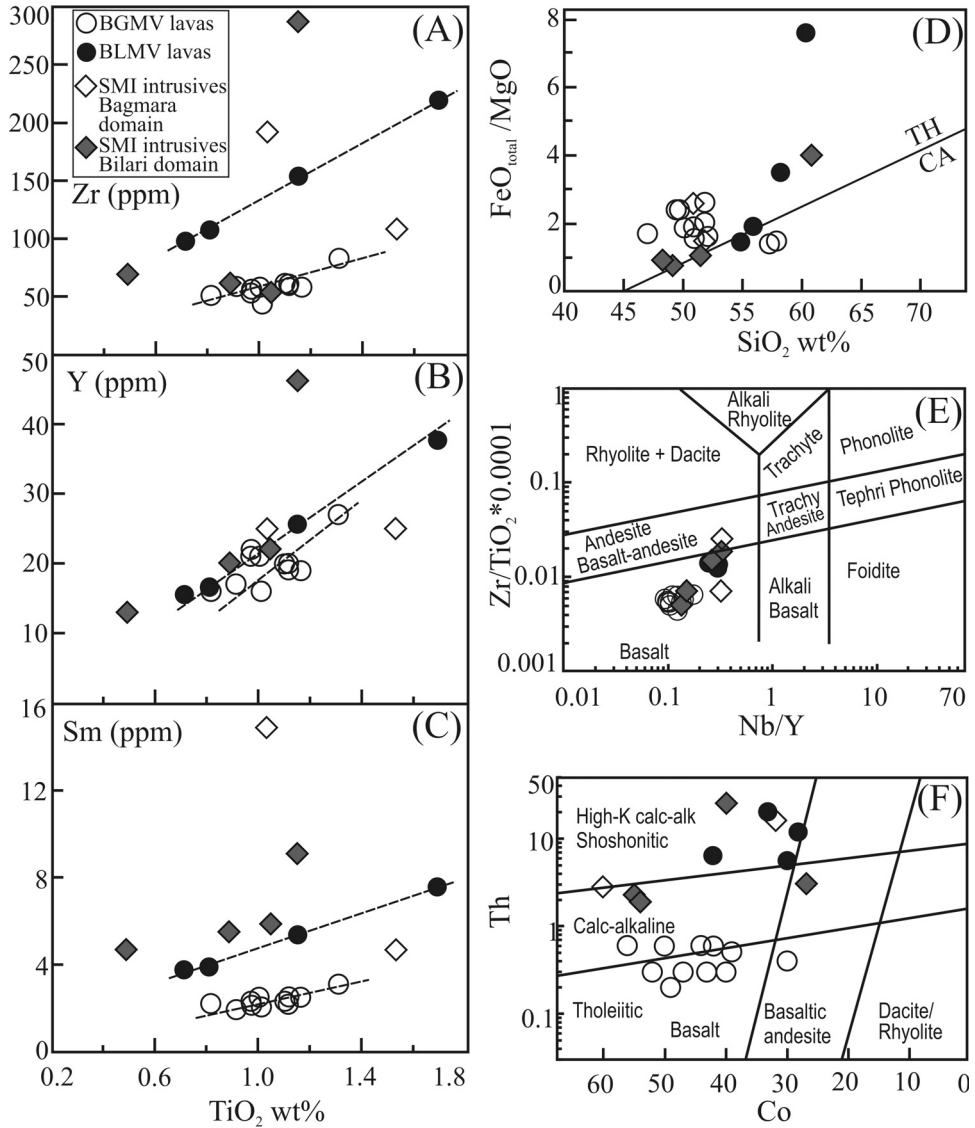 300
250
200
150
100
50
0
BGMV lavas
BLMV lavas
SMI intrusives
Bagmara
domain
SMI intrusives
Bilari domain
Zr (ppm)
(A)
50
40
30
20
10
Y (ppm)
(B)
16
12
8
4
0
Sm (ppm)
(C)
0.2
0.6
1.0
1.4
1.8
TiO2 wt%
8
6
4
2
0
FeOtotal /MgO
(D)
TH
CA
40
45
50
55
60
65
70
SiO2 wt%
1
0.1
0.01
0.001
Zr/TiO2*0.0001
(E)
Alkali
Rhyolite
Rhyolite + Dacite
Trachyte
Phonolite
Andesite
Basalt-andesite
Trachy
Andesite
Tephri Phonolite
Basalt
Alkali
Basalt
Foidite
0.01
0.1
1
10
70
Nb/Y
50
10
1
0.1
Th
(F)
High-K calc-alk
Shoshonitic
Calc-alkaline
Tholeiitic
Basalt
Basaltic
andesite
Dacite/
Rhyolite
60
50
40
30
20
10
0
Co